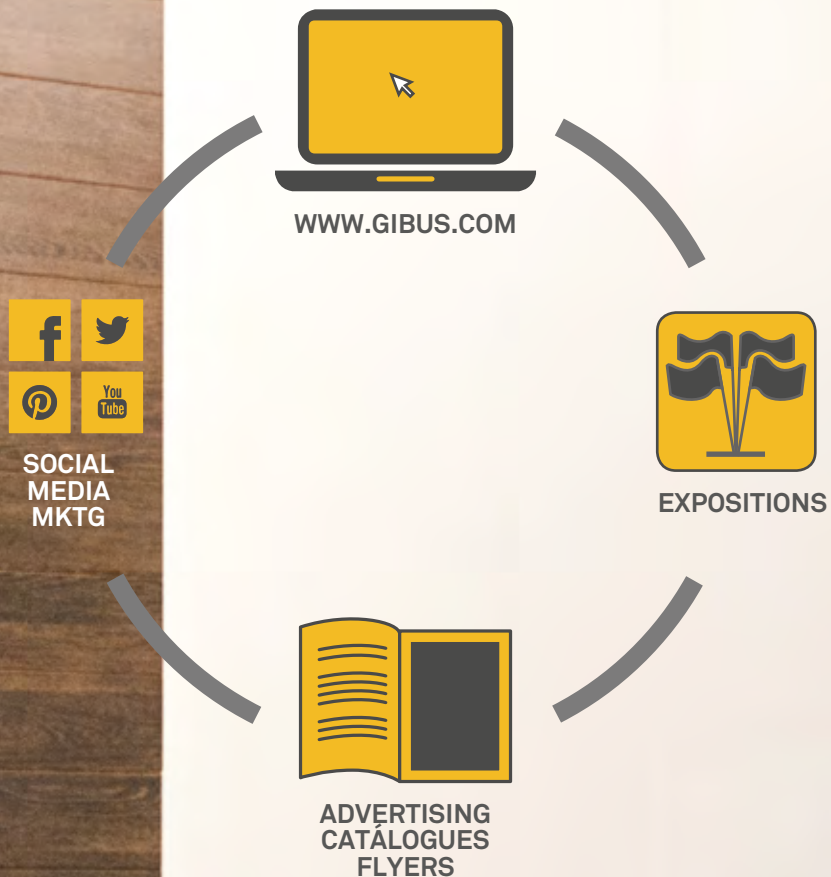 WWW.GIBUS.COM
You
Tube
SOCIAL
MEDIA
MKTG
EXPOSITIONS
ADVERTISING
CATÁLOGUES
FLYERS